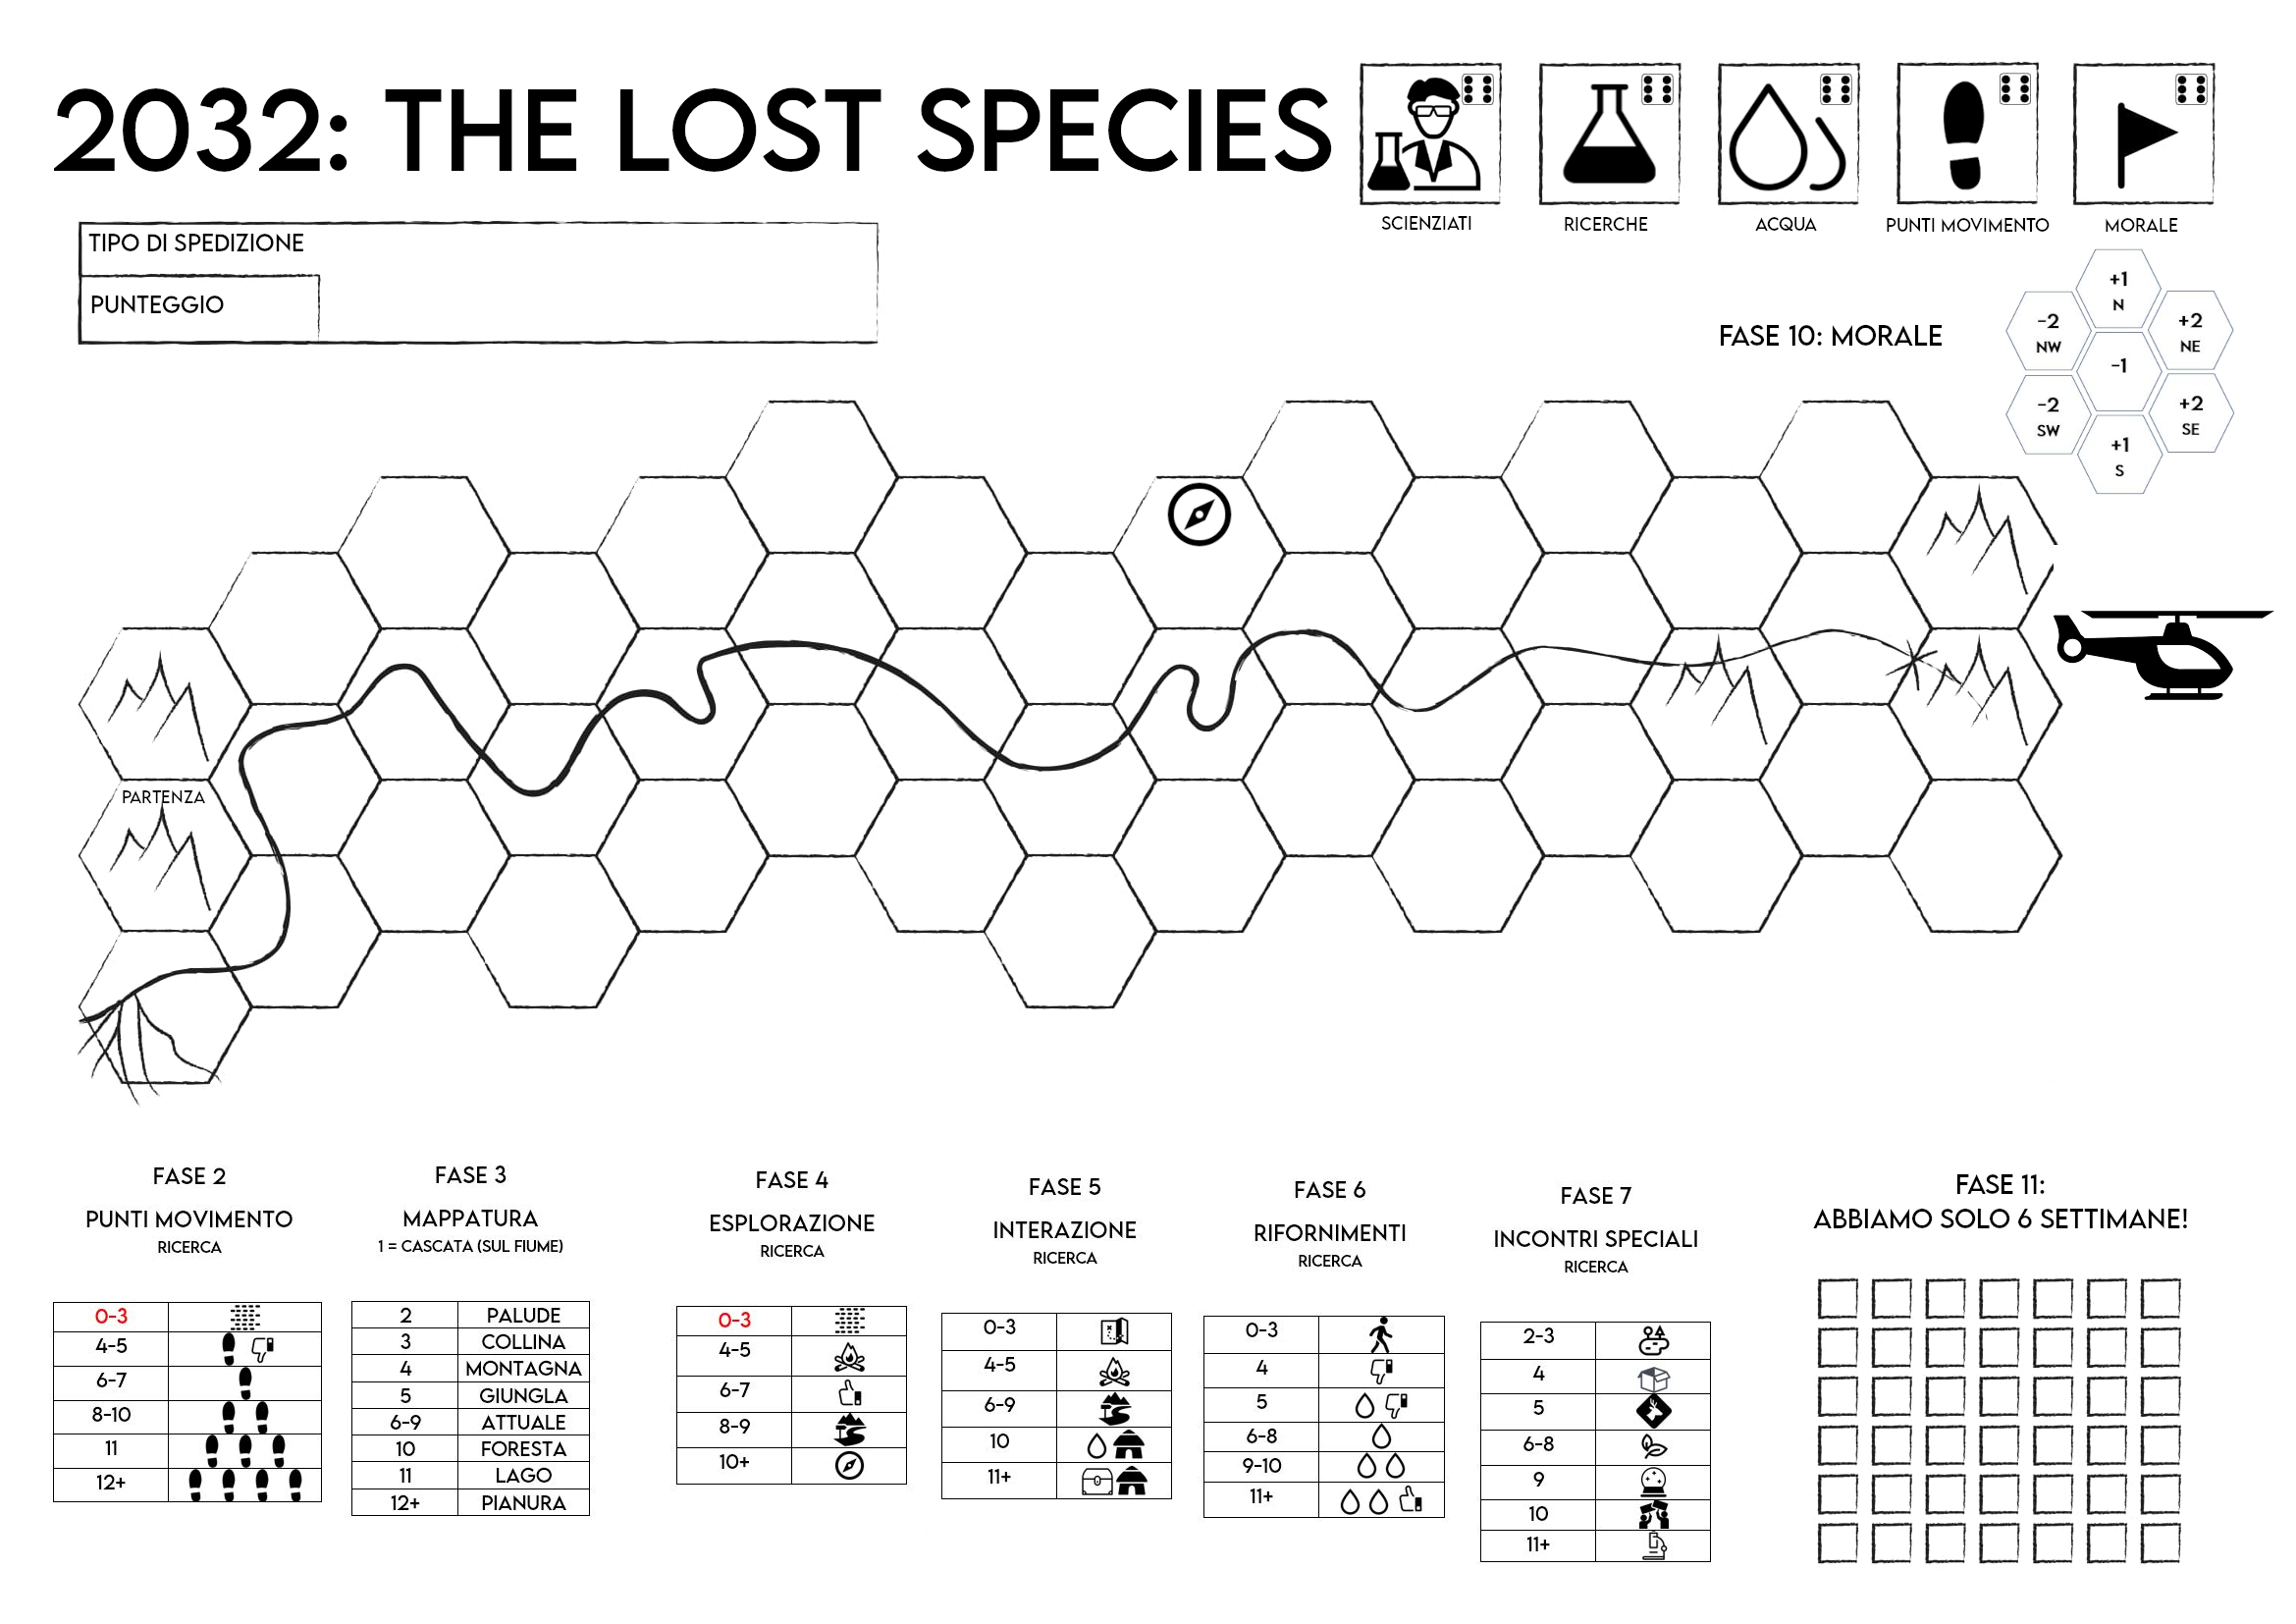 2032: THE LOST SPECIES
SCIENZIATI
RICERCHE
ACQUA
PUNTI MOVIMENTO
MORALE
TIPO DI SPEDIZIONE
PUNTEGGIO
FASE 10: MORALE
+1
N
-2
NW
+2
NE
-1
-2
SW
+2
SE
+1
S
PARTENZA
FASE 2
PUNTI MOVIMENTO
RICERCA
0-3
4-5
6-7
8-10
11
12+
FASE 3
MAPPATURA
1 = CASCATA (SUL FIUME)
2 PALUDE
3 COLLINA
4 MONTAGNA
5 GIUNGLA
6-9 ATTUALE
10 FORESTA
11 LAGO
12+ PIANURA
FASE 4
ESPLORAZIONE
RICERCA
0-3
4-5
6-7
8-9
10+
FASE 5
INTERAZIONE
RICERCA
0-3
4-5
6-9
10
11+
FASE 6
RIFORNIMENTI
RICERCA
0-3
4
5
6-8
9-10
11+
FASE 7
INCONTRI SPECIALI
RICERCA
2-3
4
5
6-8
9
10
11+
FASE 11:
ABBIAMO SOLO 6 SETTIMANE!